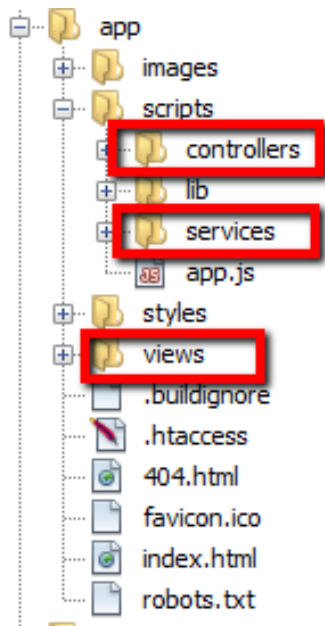 app
images
scripts
controllers
lib
services
app.js
styles
views
.buildignore
.htaccess
404.html
favicon.ico
index.html
robots.txt